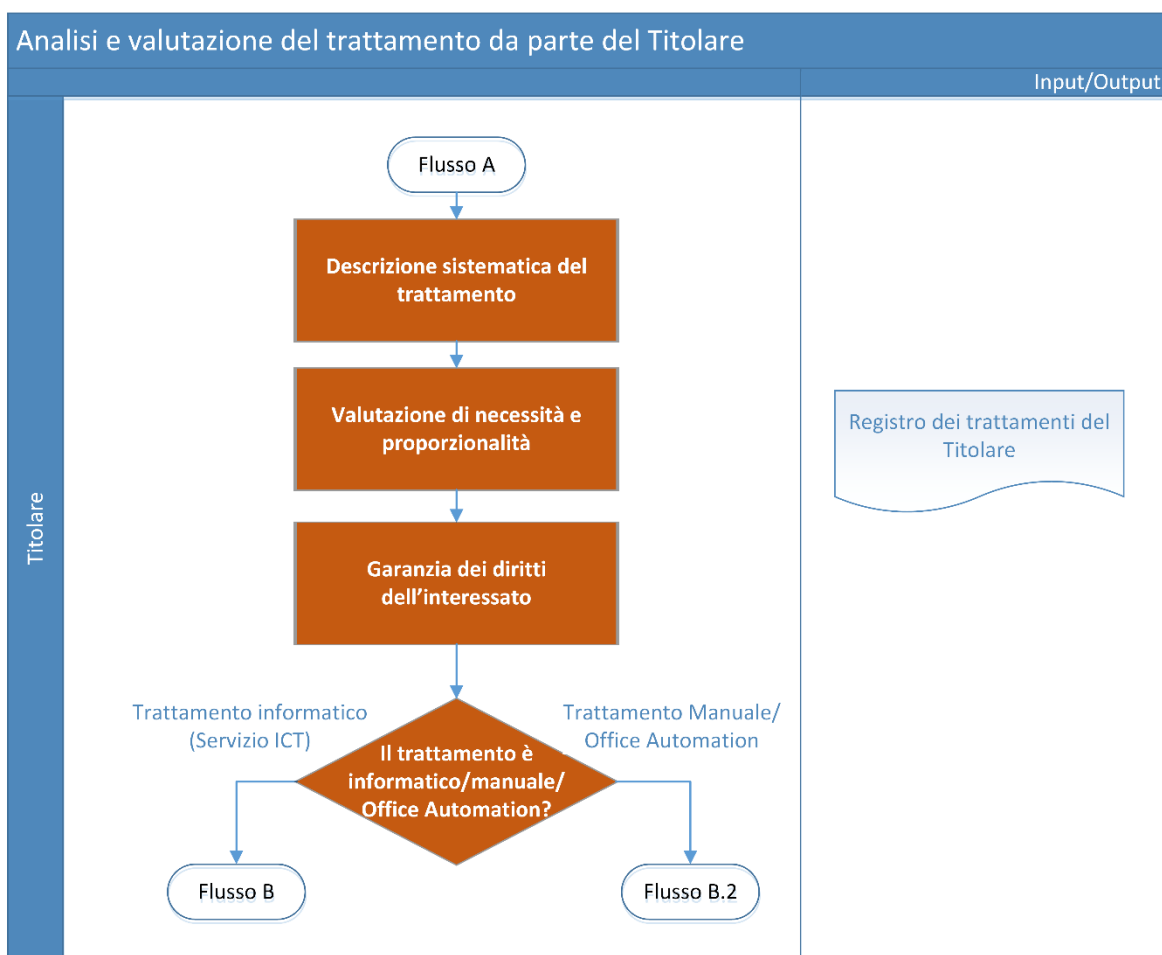 Analisi e valutazione del trattamento da parte del Titolare
Input/Output
Titolare
Flusso A
Descrizione sistematica del
trattamento
Valutazione di necessità e
proporzionalità
Registro dei trattamenti del
Titolare
Garanzia dei diritti
dell’interessato
Trattamento informatico
(Servizio ICT)
Trattamento Manuale/
Office Automation
Il trattamento è
informatico/manuale/
Office Automation?
Flusso B
Flusso B.2